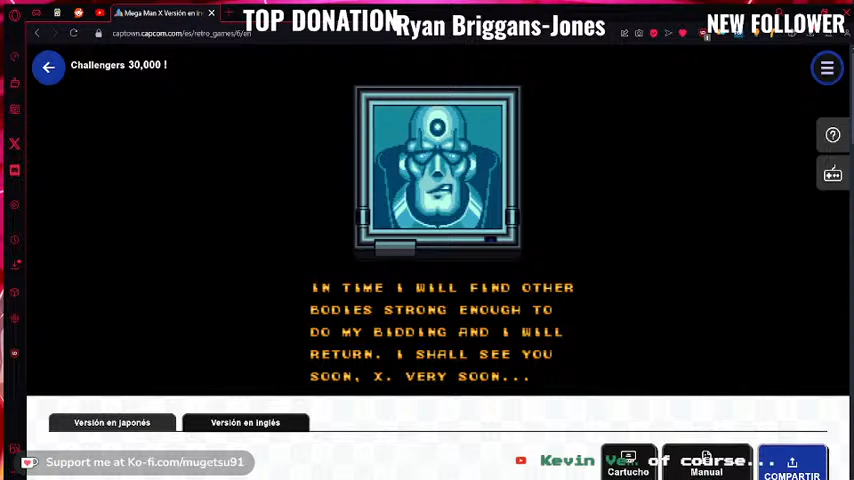 Mega Man X Versión en in
TOP DONATION
Ryan Briggans-Jones
NEW FOLLOWER
captown.capcom.com/es/retro_games/6/en
Challengers 30,000 !
IN TIME I WILL FIND OTHER
BODIES STRONG ENOUGH TO
DO MY BIDDING AND I WILL
RETURN. I SHALL SEE YOU
SOON, X. VERY SOON...
Versión en japonés
Versión en inglés
Support me at Ko-fi.com/mugetsu91
Kevin of course...
Cartucho
Manual
COMPARTIR